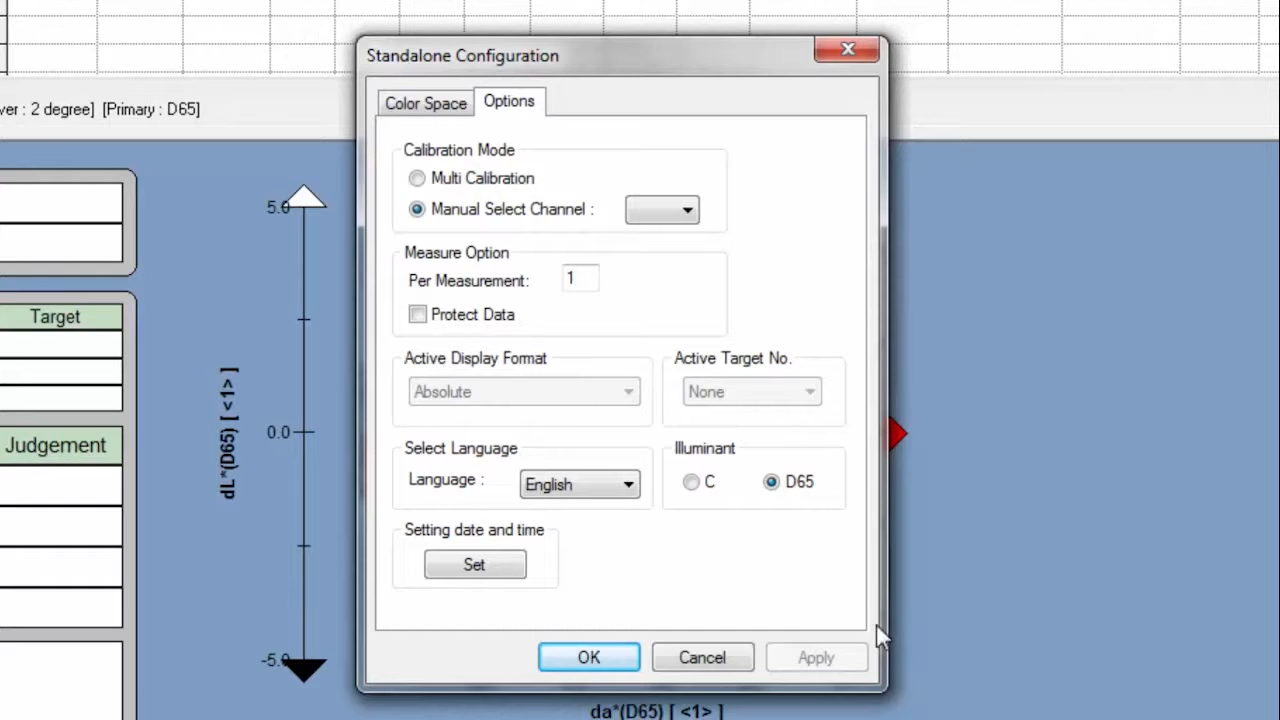 Standalone Configuration
Color Space
Options
ver : 2 degree] [Primary : D65]
Calibration Mode
Multi Calibration
Manual Select Channel :
Measure Option
Per Measurement: 1
Protect Data
Active Display Format
Absolute
Active Target No.
None
Select Language
Language : English
Illuminant
C
D65
Setting date and time
Set
OK
Cancel
Apply
Target
Judgement
5.0
0.0
-5.0
dL*(D65) [ <1> ]
da*(D65) [ <1> ]